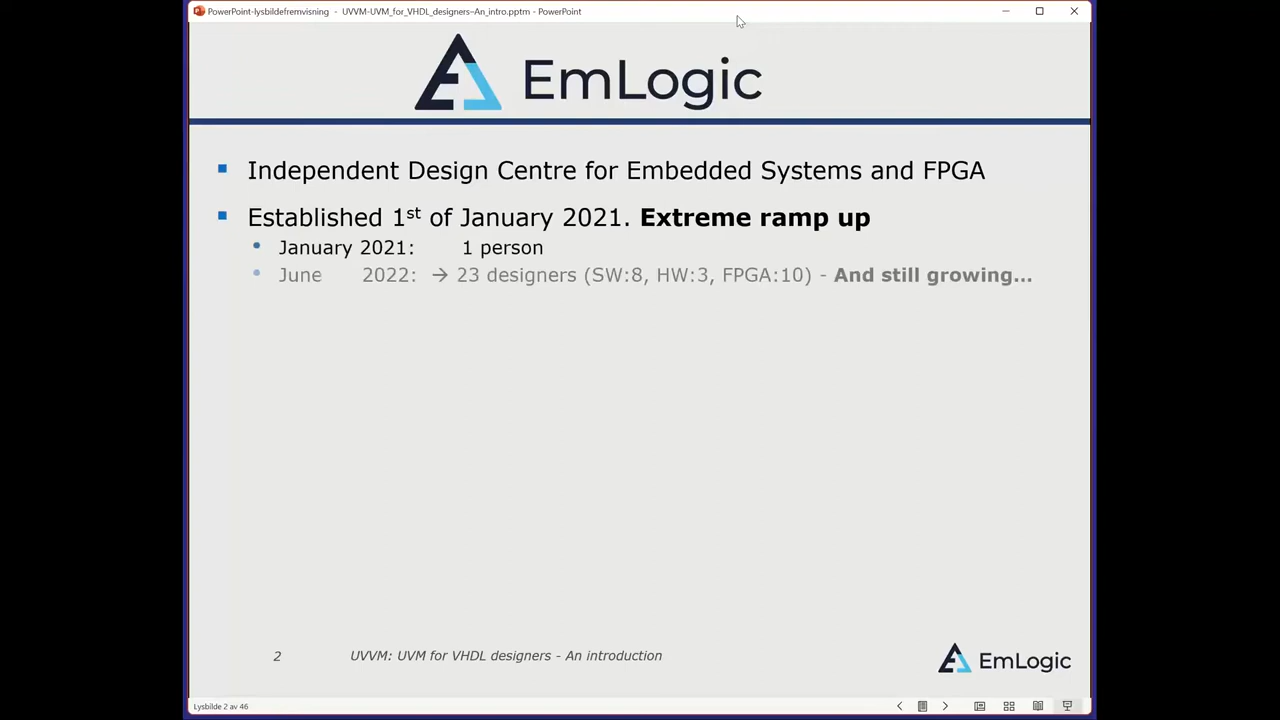 PowerPoint-lysbildefremvisning - UVVM-UVM_for_VHDL_designers–An_intro.pptm - PowerPoint
EmLogic
Independent Design Centre for Embedded Systems and FPGA
Established 1st of January 2021. Extreme ramp up
January 2021: 1 person
June 2022: → 23 designers (SW:8, HW:3, FPGA:10) - And still growing…
2 UVVM: UVM for VHDL designers - An introduction
EmLogic
Lysbilde 2 av 46